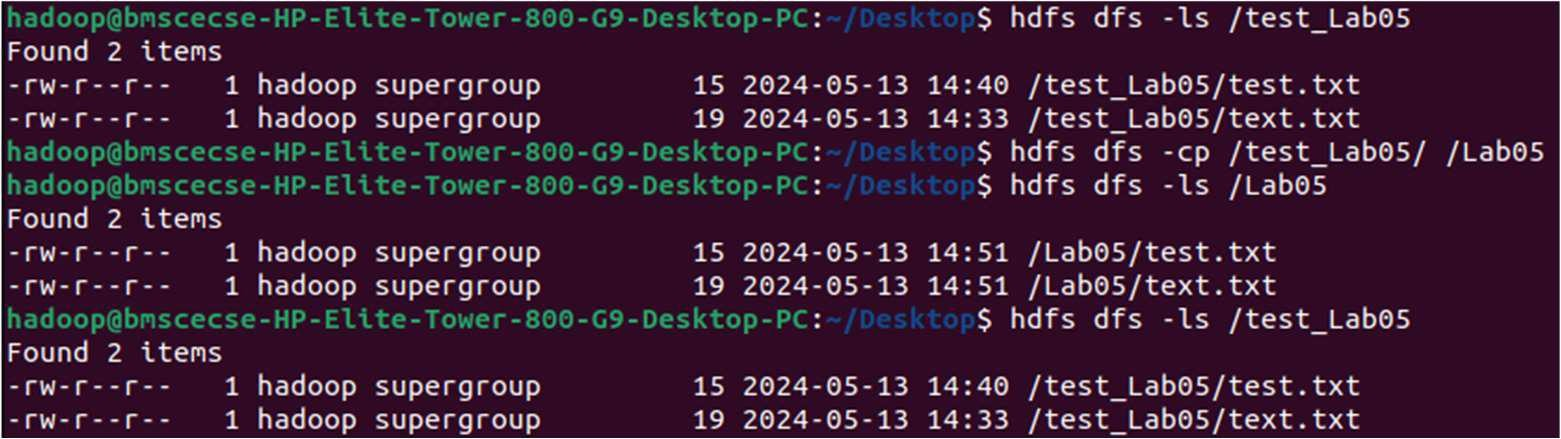 hadoop@bmscecse-HP-Elite-Tower-800-G9-Desktop-PC:~/Desktop$ hdfs dfs -ls /test_Lab05
Found 2 items
-rw-r--r--   1 hadoop supergroup         15 2024-05-13 14:40 /test_Lab05/test.txt
-rw-r--r--   1 hadoop supergroup         19 2024-05-13 14:33 /test_Lab05/text.txt
hadoop@bmscecse-HP-Elite-Tower-800-G9-Desktop-PC:~/Desktop$ hdfs dfs -cp /test_Lab05/ /Lab05
hadoop@bmscecse-HP-Elite-Tower-800-G9-Desktop-PC:~/Desktop$ hdfs dfs -ls /Lab05
Found 2 items
-rw-r--r--   1 hadoop supergroup         15 2024-05-13 14:51 /Lab05/test.txt
-rw-r--r--   1 hadoop supergroup         19 2024-05-13 14:51 /Lab05/text.txt
hadoop@bmscecse-HP-Elite-Tower-800-G9-Desktop-PC:~/Desktop$ hdfs dfs -ls /test_Lab05
Found 2 items
-rw-r--r--   1 hadoop supergroup         15 2024-05-13 14:40 /test_Lab05/test.txt
-rw-r--r--   1 hadoop supergroup         19 2024-05-13 14:33 /test_Lab05/text.txt